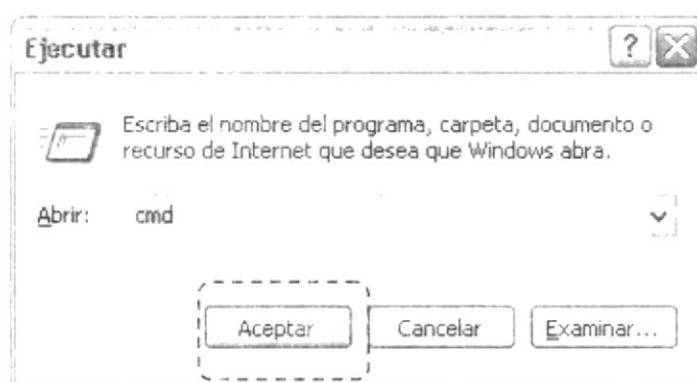 Ejecutar
Escriba el nombre del programa, carpeta, documento o
recurso de Internet que desea que Windows abra.
Abrir: cmd
Aceptar Cancelar Examinar...